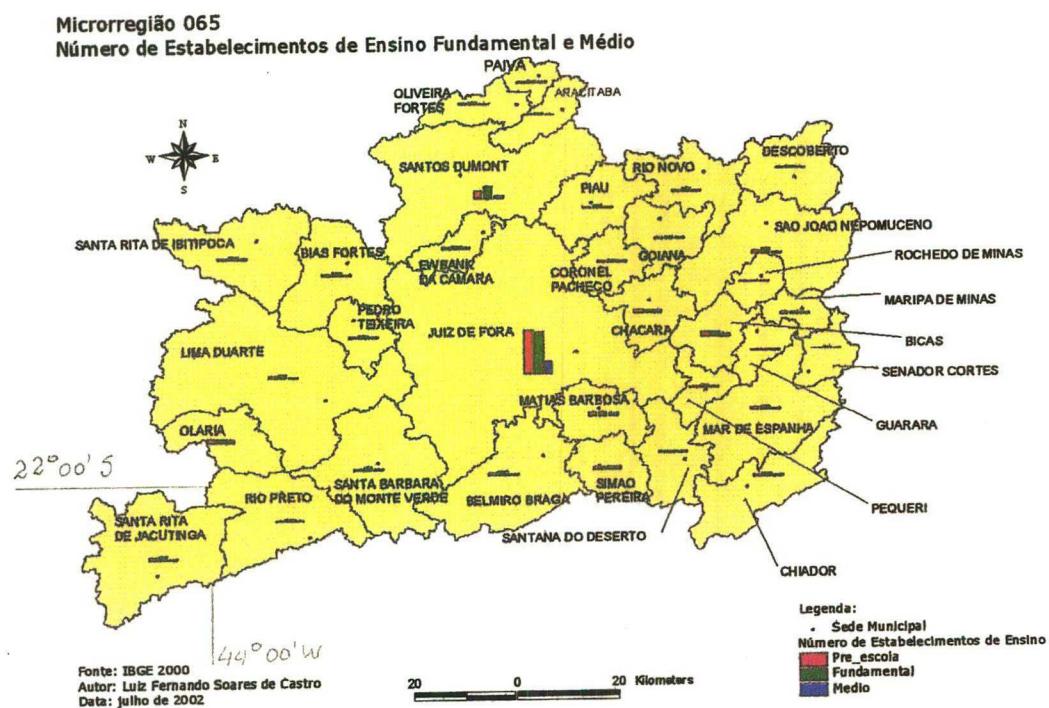 Microrregião 065
Número de Estabelecimentos de Ensino Fundamental e Médio
PAIVA
OLIVEIRA
FORTES
ARACITABA
N
W E
S
SANTOS DUMONT
RIO NOVO
DESCOBERTO
PIAU
SANTA RITA DE IBITIPOCA
BIAS FORTES
SAO JOAO NEPOMUCENO
EWBANK
DA CAMARA
CORONEL
PACHECO
GOIANA
ROCHEDO DE MINAS
MARIPA DE MINAS
PEDRO
TEIXEIRA
JUIZ DE FORA
CHACARA
BICAS
LIMA DUARTE
SENADOR CORTES
MATIAS BARBOSA
GUARARA
OLARIA
MAR DE ESPANHA
22°00'S
SANTA BARBARA
DO MONTE VERDE
RIO PRETO
BELMIRO BRAGA
SIMAO
PEREIRA
PEQUERI
SANTA RITA
DE JACUTINGA
SANTANA DO DESERTO
CHIADOR
44°00'W
Legenda:
Sede Municipal
Número de Estabelecimentos de Ensino
Pre_escola
Fundamental
Medio
Fonte: IBGE 2000
Autor: Luiz Fernando Soares de Castro
Data: julho de 2002
20 0 20 Kilometers